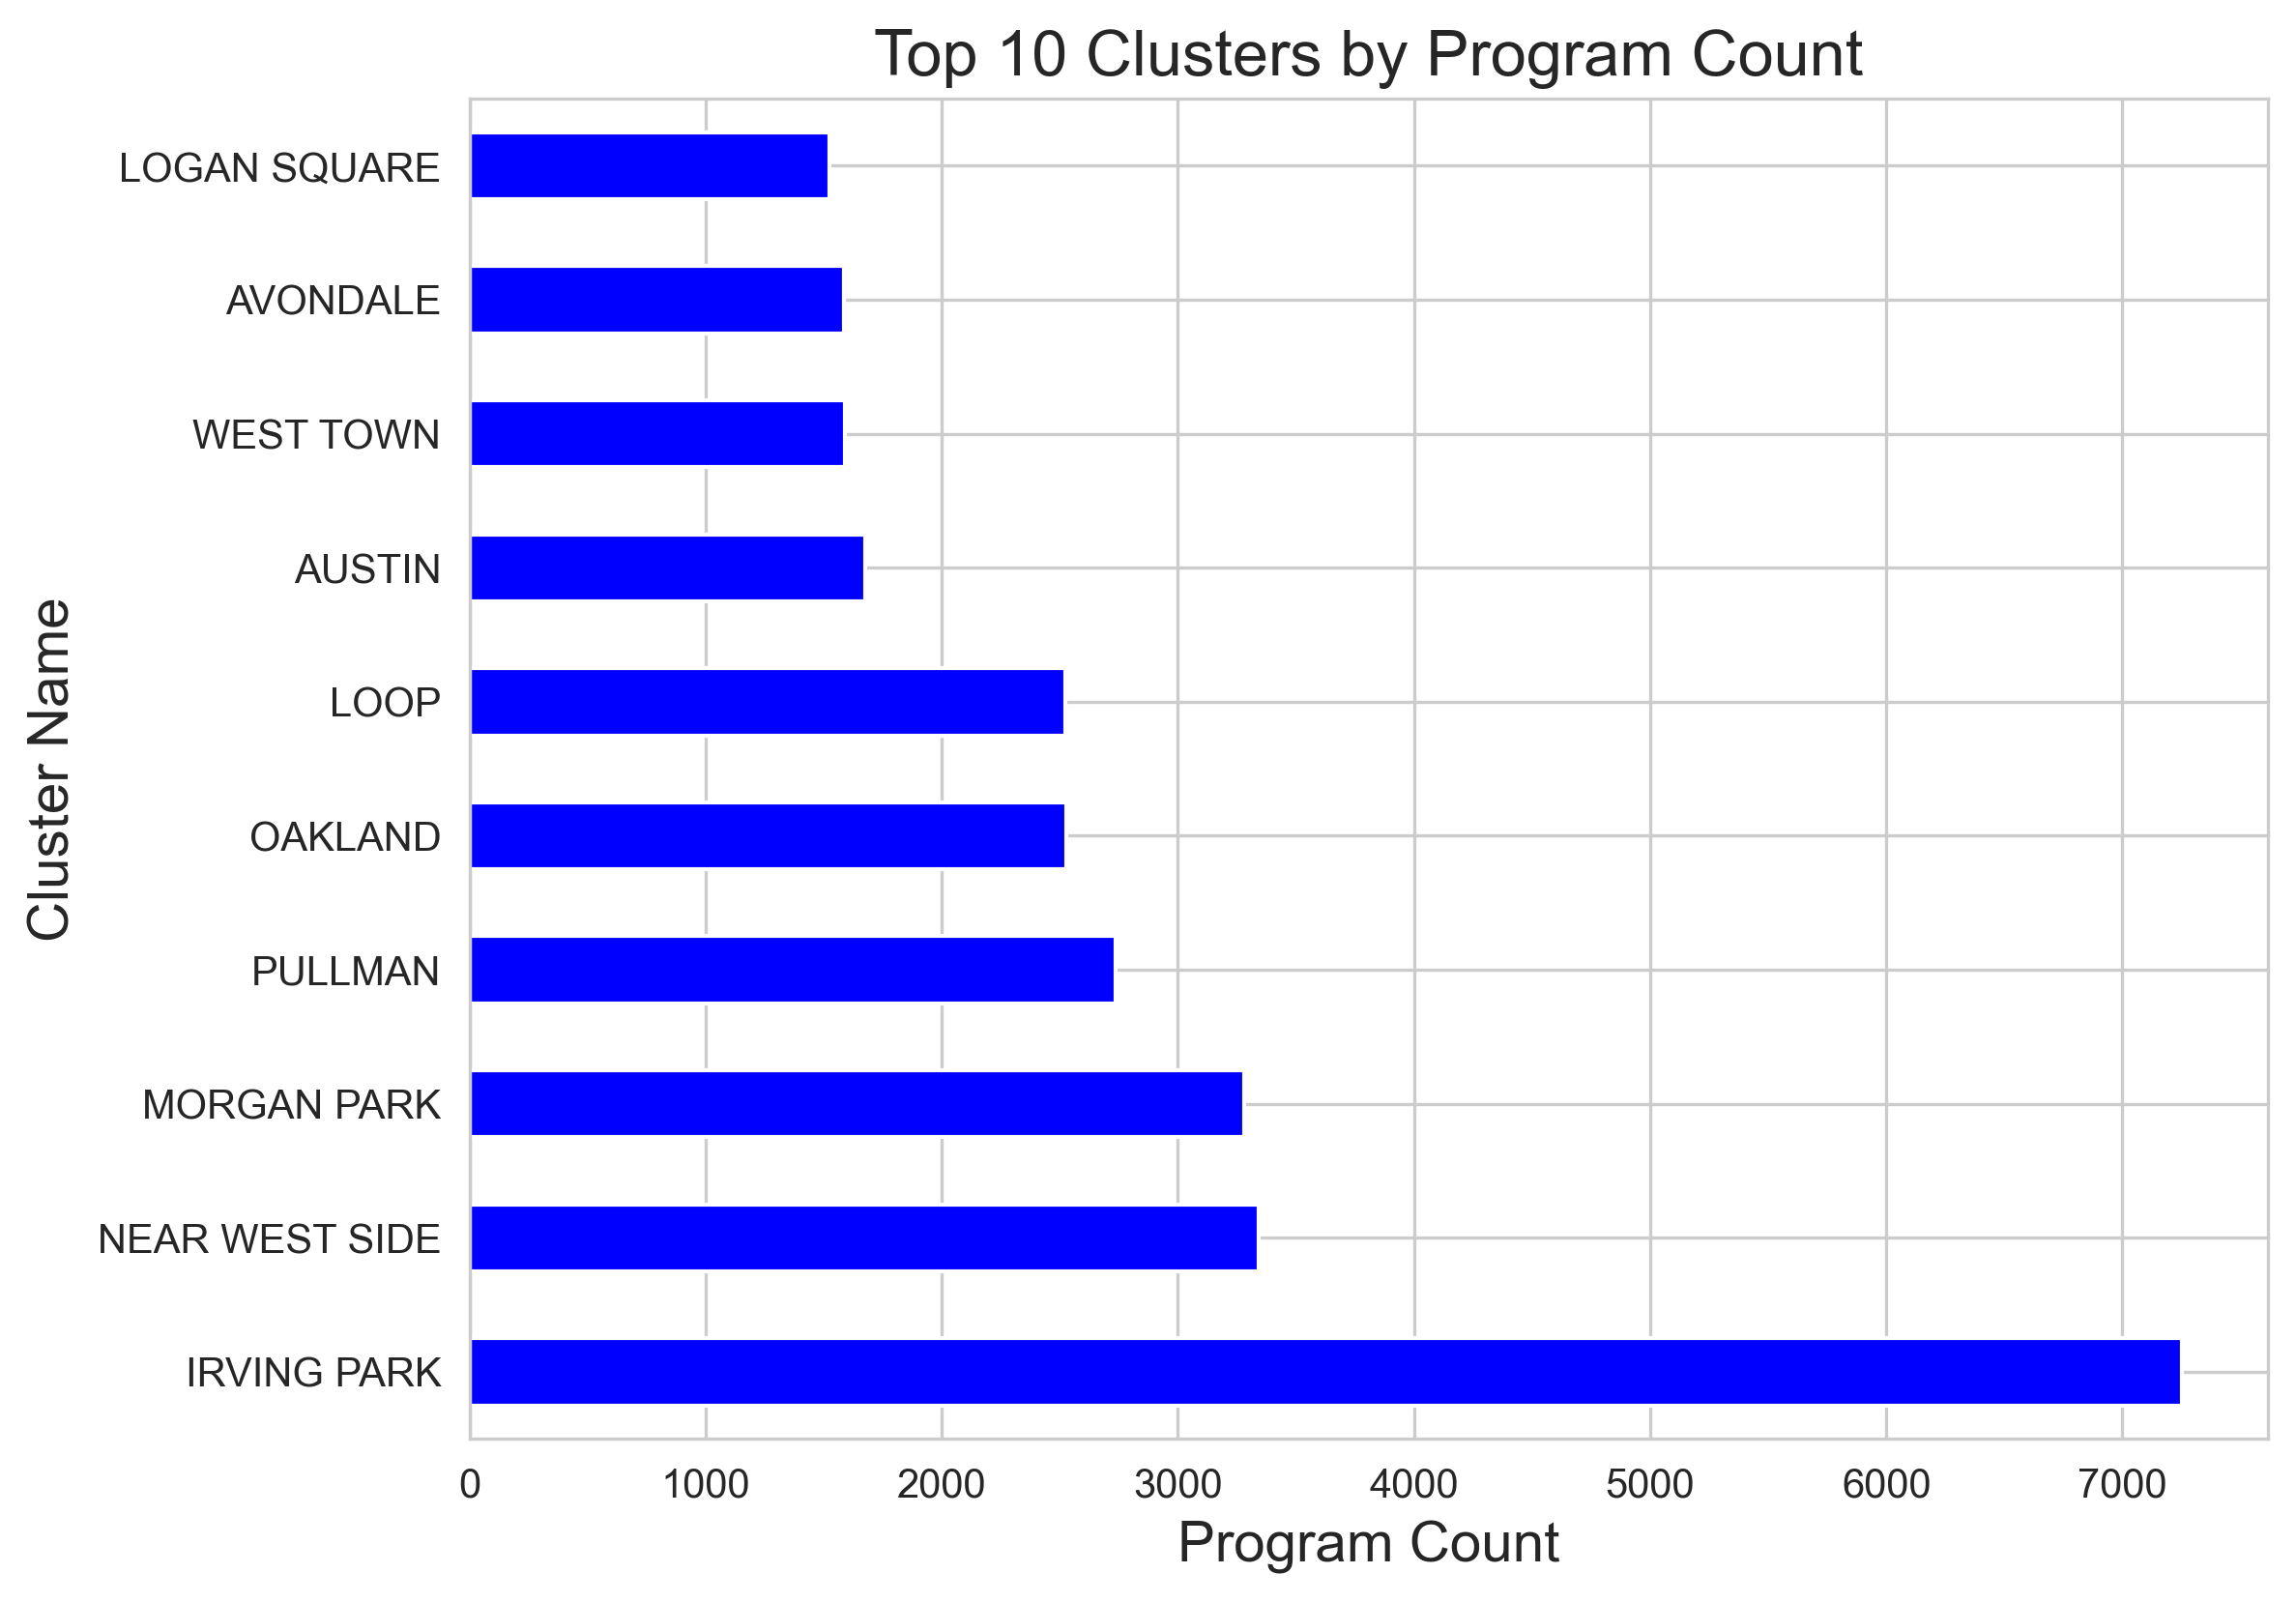 Top 10 Clusters by Program Count
Cluster Name
LOGAN SQUARE
AVONDALE
WEST TOWN
AUSTIN
LOOP
OAKLAND
PULLMAN
MORGAN PARK
NEAR WEST SIDE
IRVING PARK
0 1000 2000 3000 4000 5000 6000 7000
Program Count